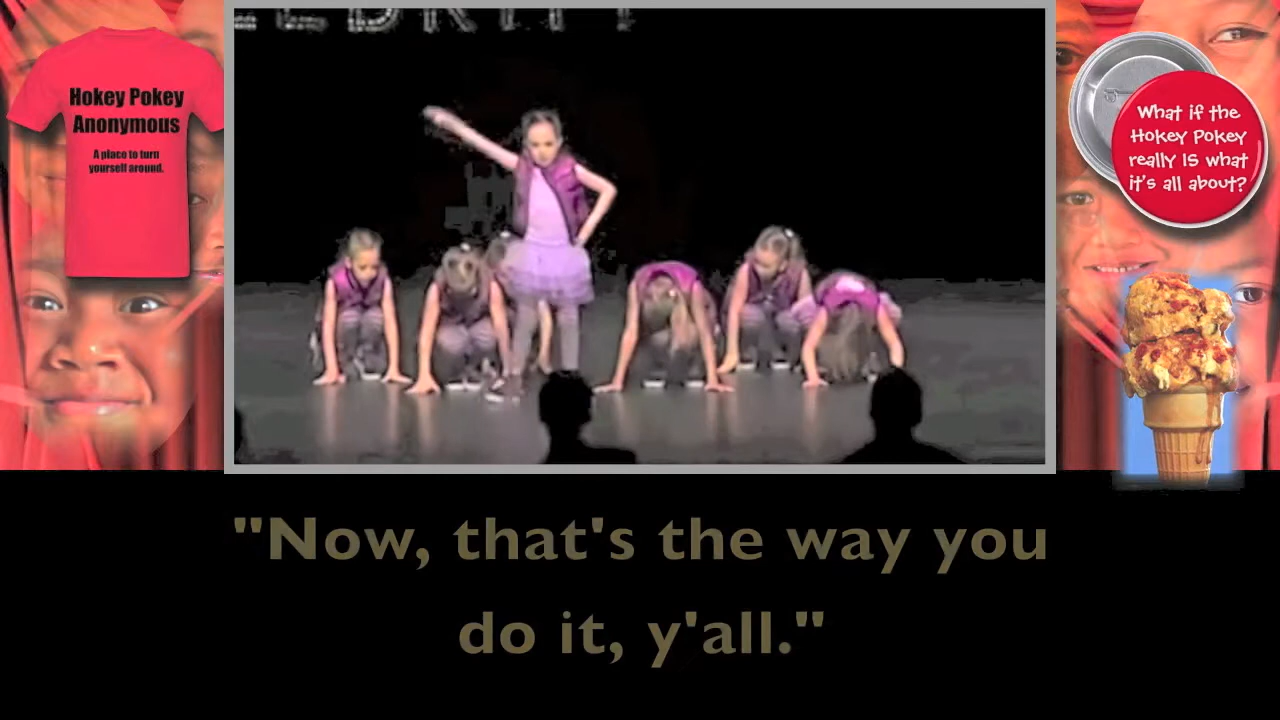 Hokey Pokey
Anonymous
A place to turn
yourself around.
What if the
Hokey Pokey
really is what
it's all about?
"Now, that's the way you
do it, y'all."